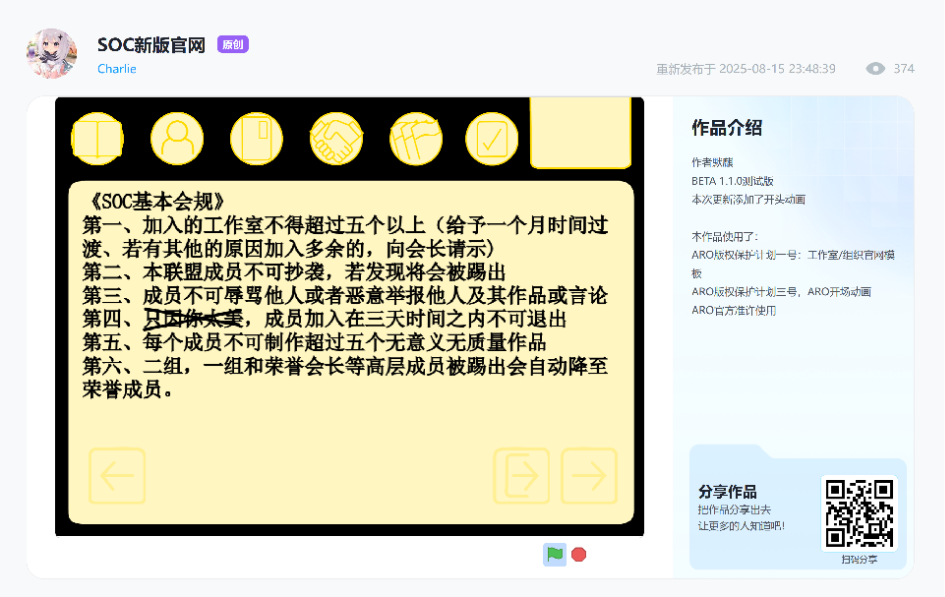 SOC新版官网 原创
Charlie
重新发布于 2025-08-15 23:48:39 374
《SOC基本会规》
第一、加入的工作室不得超过五个以上（给予一个月时间过
渡、若有其他的原因加入多余的，向会长请示）
第二、本联盟成员不可抄袭，若发现将会被踢出
第三、成员不可辱骂他人或者恶意举报他人及其作品或言论
第四、只因你太美，成员加入在三天时间之内不可退出
第五、每个成员不可制作超过五个无意义无质量作品
第六、二组，一组和荣誉会长等高层成员被踢出会自动降至
荣誉成员。
作品介绍
BETA 1.1.0测试版
本次更新添加了开头动画
本作品使用了：
ARO版权保护计划一号：工作室/组织官网模
板
ARO版权保护计划三号，ARO开场动画
ARO官方准许使用
分享作品
把作品分享出去
让更多的人知道吧！
扫码分享